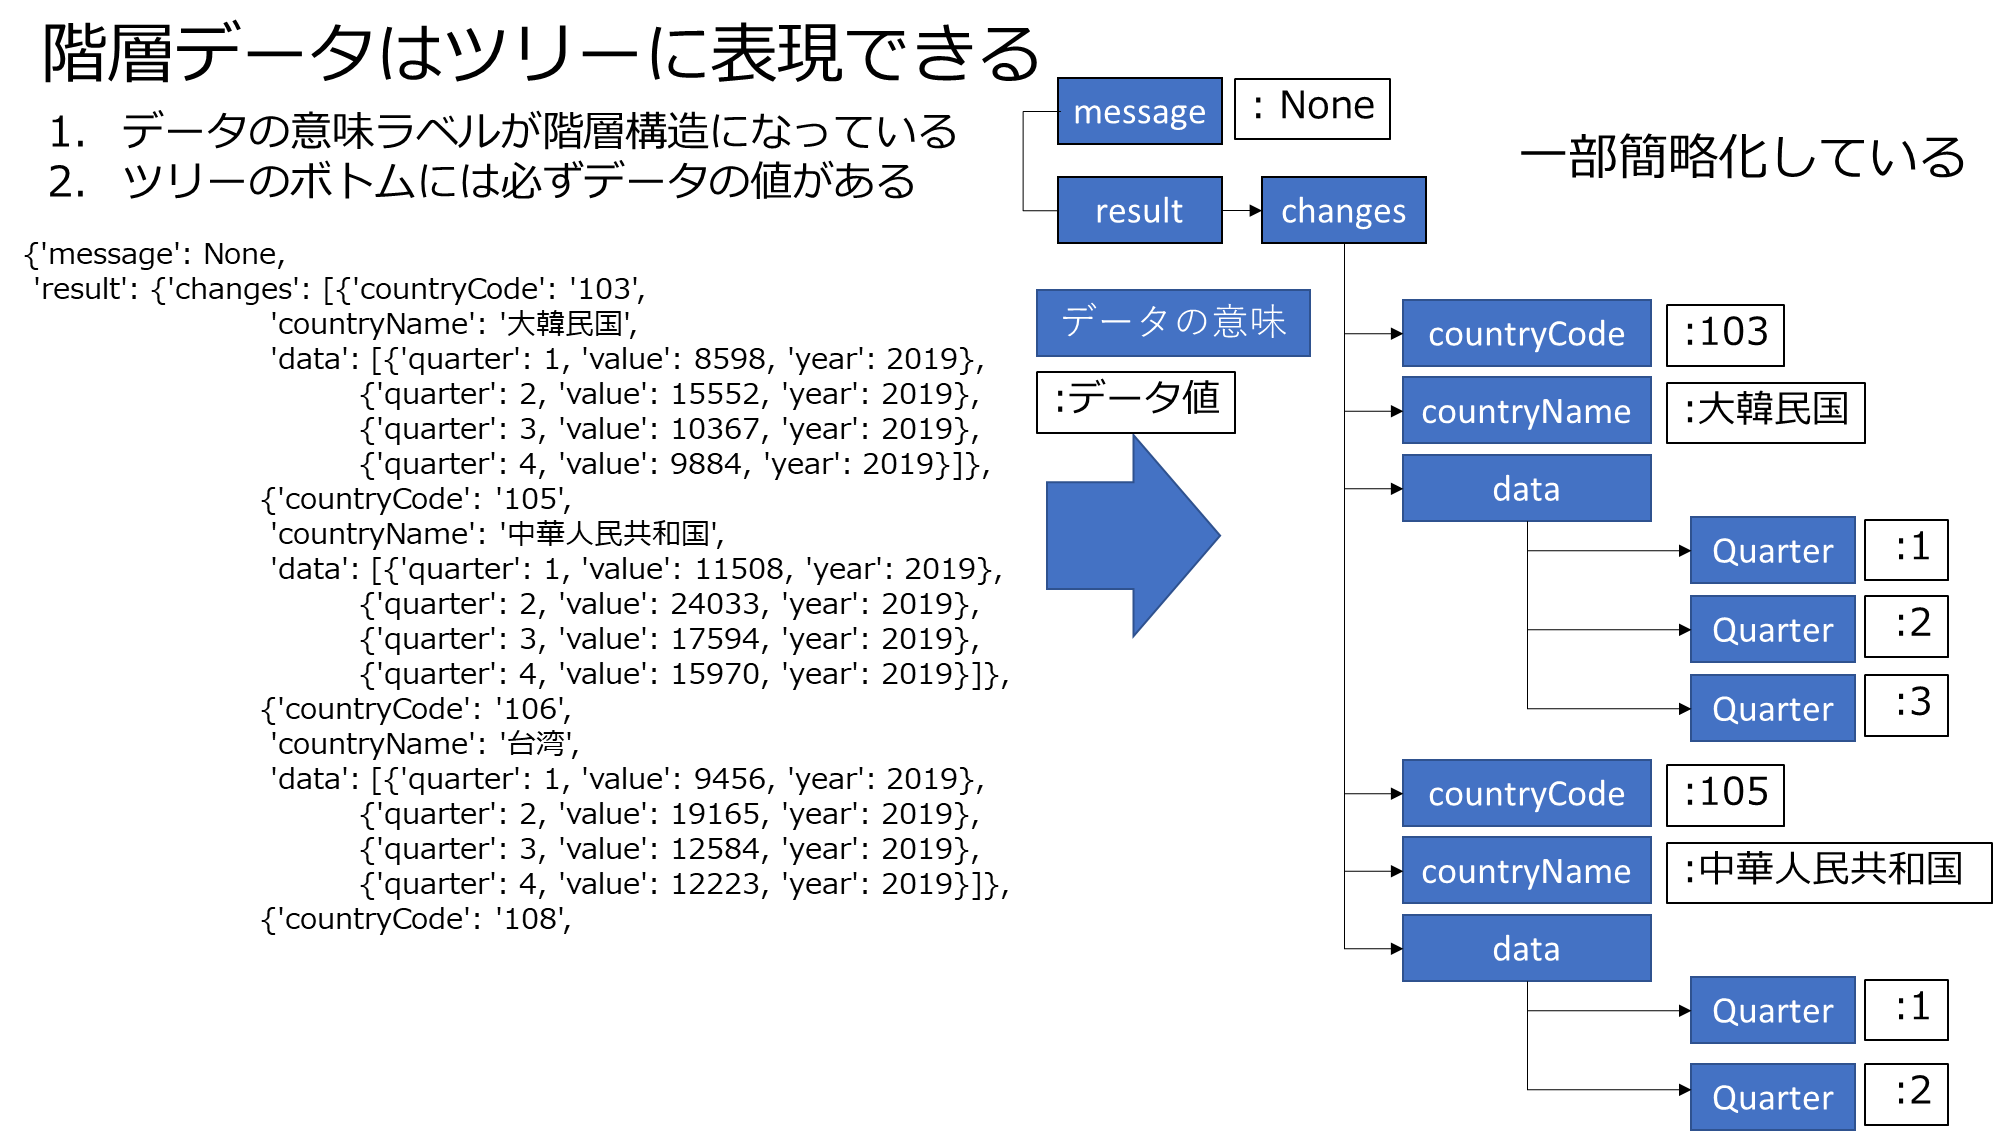 階層データはツリーに表現できる
1. データの意味ラベルが階層構造になっている
2. ツリーのボトムには必ずデータの値がある
{'message': None,
'result': {'changes': [{'countryCode': '103',
'countryName': '大韓民国',
'data': [{'quarter': 1, 'value': 8598, 'year': 2019},
{'quarter': 2, 'value': 15552, 'year': 2019},
{'quarter': 3, 'value': 10367, 'year': 2019},
{'quarter': 4, 'value': 9884, 'year': 2019}]},
{'countryCode': '105',
'countryName': '中華人民共和国',
'data': [{'quarter': 1, 'value': 11508, 'year': 2019},
{'quarter': 2, 'value': 24033, 'year': 2019},
{'quarter': 3, 'value': 17594, 'year': 2019},
{'quarter': 4, 'value': 15970, 'year': 2019}]},
{'countryCode': '106',
'countryName': '台湾',
'data': [{'quarter': 1, 'value': 9456, 'year': 2019},
{'quarter': 2, 'value': 19165, 'year': 2019},
{'quarter': 3, 'value': 12584, 'year': 2019},
{'quarter': 4, 'value': 12223, 'year': 2019}]},
{'countryCode': '108',
message : None
一部簡略化している
result changes
データの意味
:データ値
countryCode :103
countryName :大韓民国
data
Quarter :1
Quarter :2
Quarter :3
countryCode :105
countryName :中華人民共和国
data
Quarter :1
Quarter :2